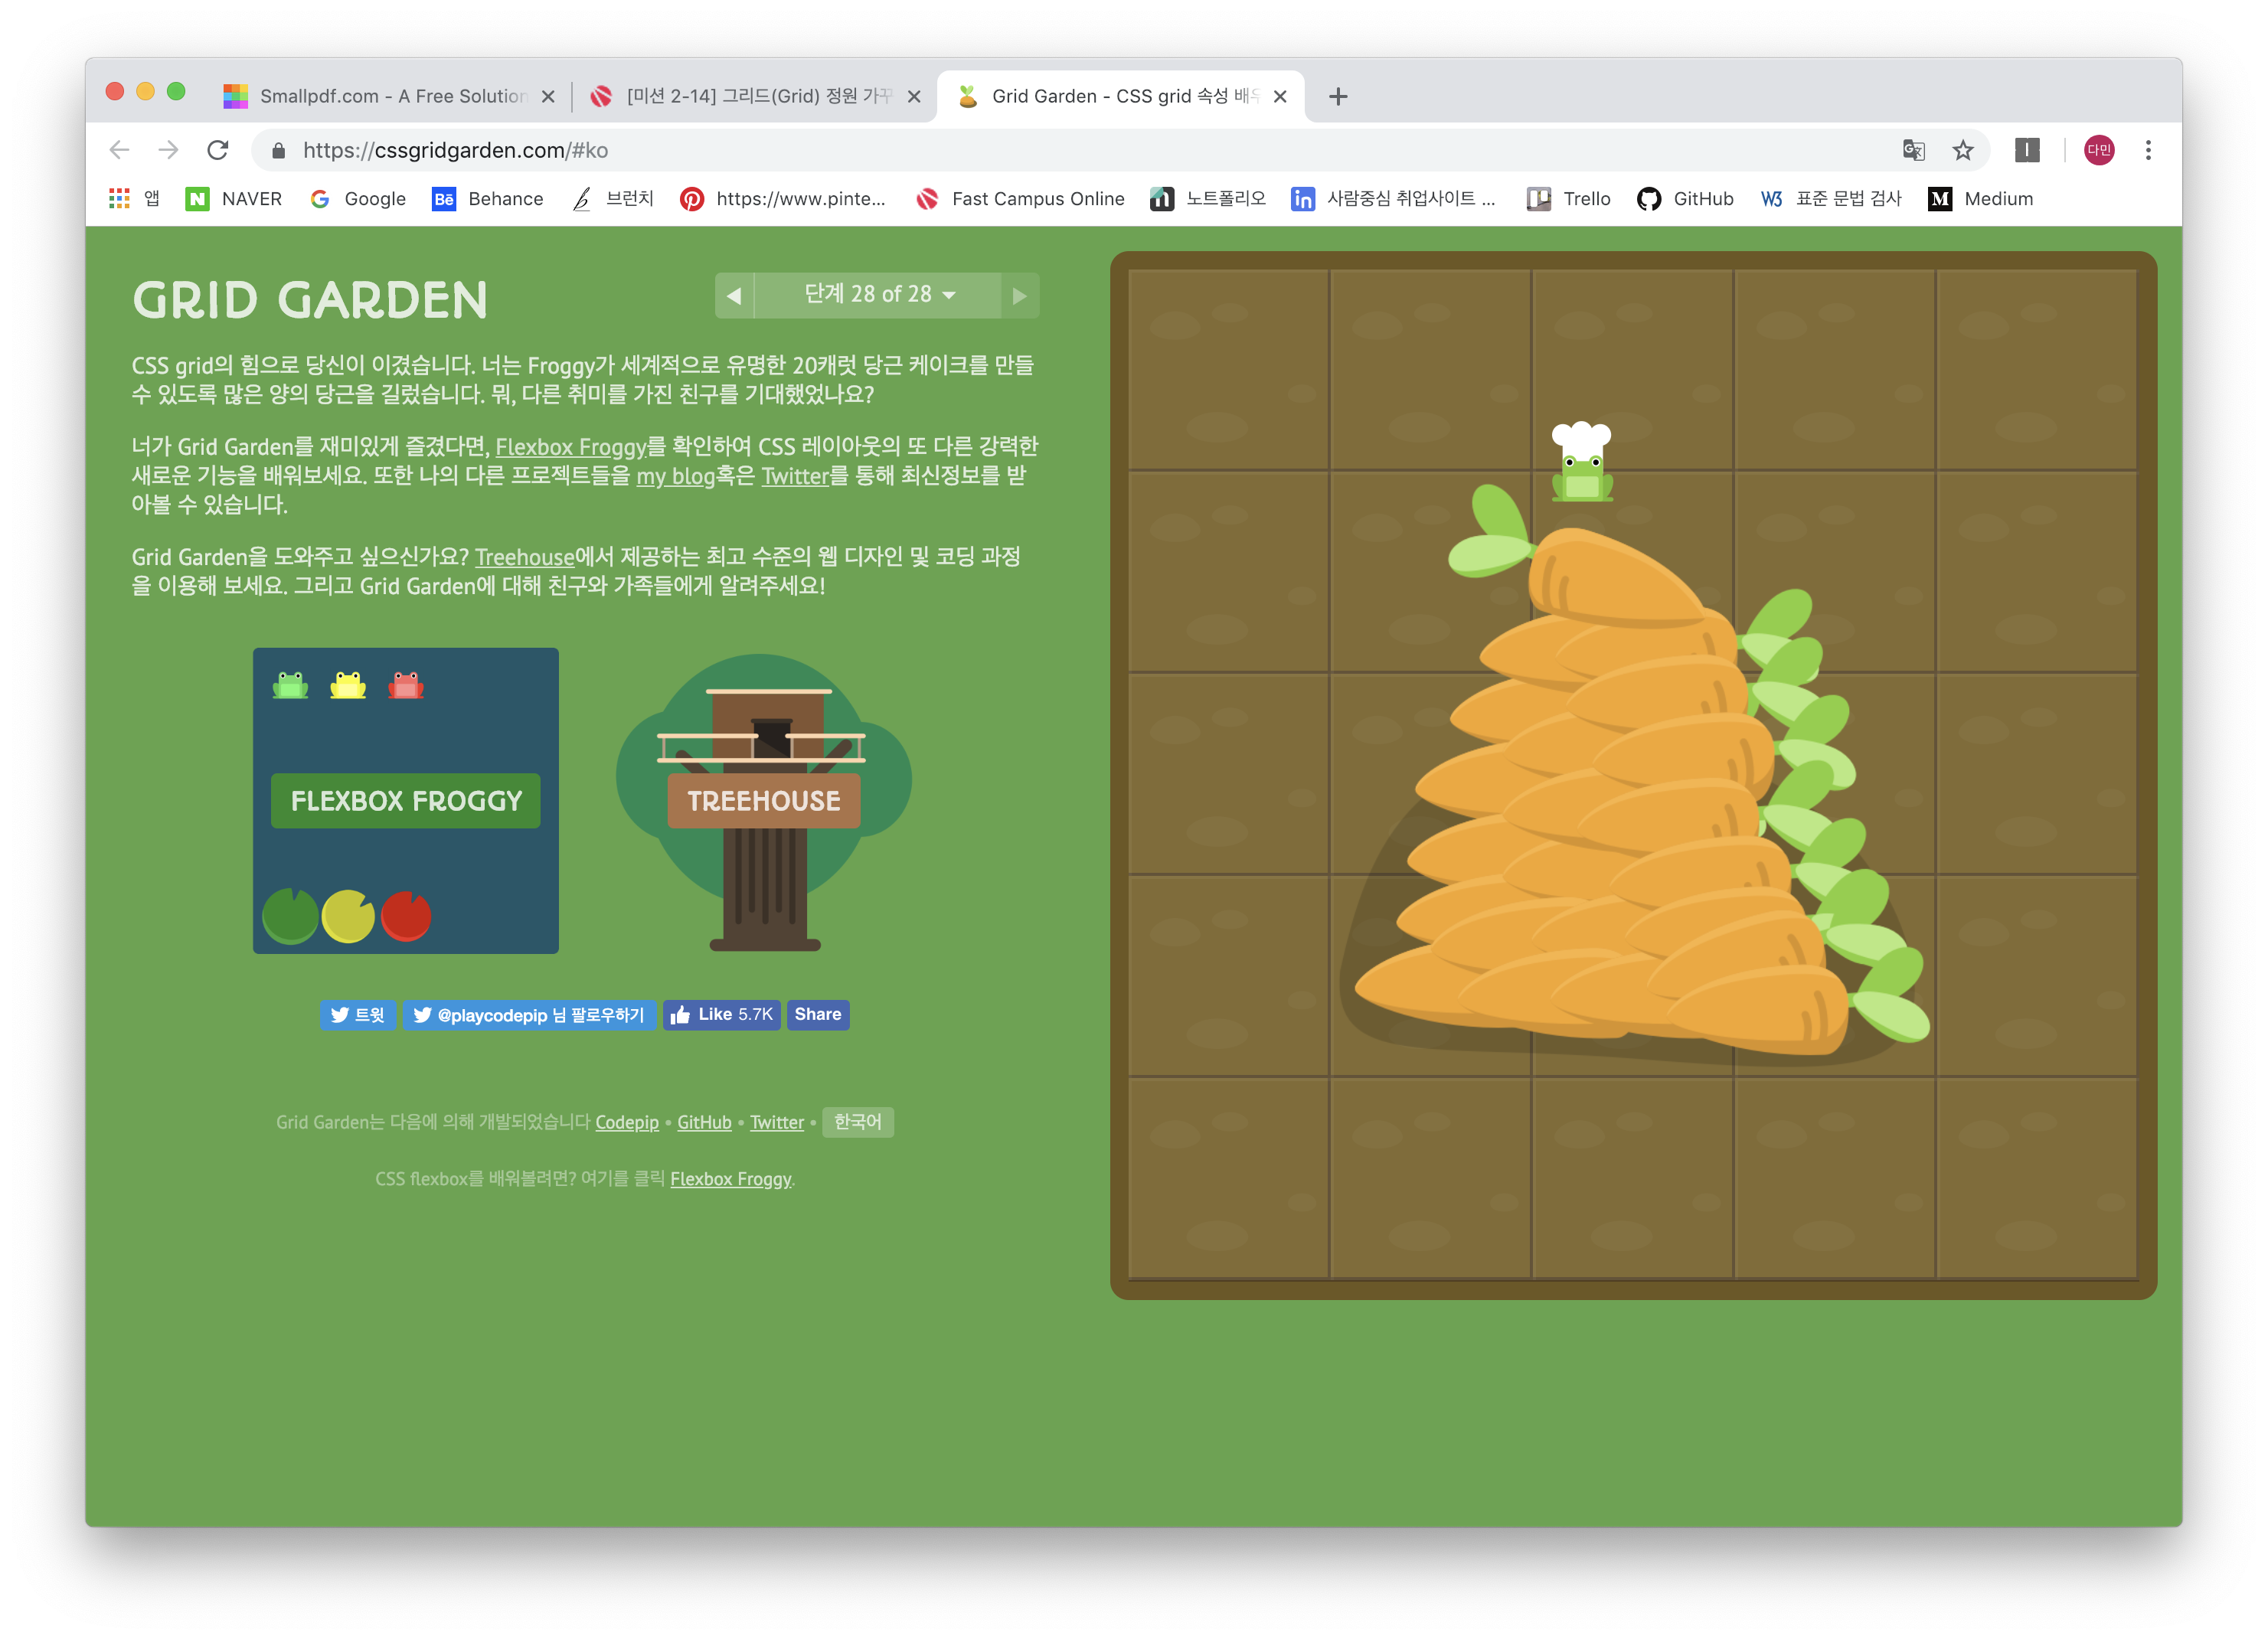 Smallpdf.com - A Free Solution
[미션 2-14] 그리드(Grid) 정원 가꾸
Grid Garden - CSS grid 속성 배우
https://cssgridgarden.com/#ko
다민
앱
NAVER
Google
Bē
Behance
브런치
https://www.pinte...
Fast Campus Online
노트폴리오
in
사람중심 취업사이트 ...
Trello
GitHub
W3
표준 문법 검사
M
Medium
GRID GARDEN
단계 28 of 28
CSS grid의 힘으로 당신이 이겼습니다. 너는 Froggy가 세계적으로 유명한 20캐럿 당근 케이크를 만들
수 있도록 많은 양의 당근을 길렀습니다. 뭐, 다른 취미를 가진 친구를 기대했었나요?
너가 Grid Garden를 재미있게 즐겼다면, Flexbox Froggy를 확인하여 CSS 레이아웃의 또 다른 강력한
새로운 기능을 배워보세요. 또한 나의 다른 프로젝트들을 my blog혹은 Twitter를 통해 최신정보를 받
아볼 수 있습니다.
Grid Garden을 도와주고 싶으신가요? Treehouse에서 제공하는 최고 수준의 웹 디자인 및 코딩 과정
을 이용해 보세요. 그리고 Grid Garden에 대해 친구와 가족들에게 알려주세요!
FLEXBOX FROGGY
TREEHOUSE
트윗
@playcodepip 님 팔로우하기
Like 5.7K
Share
Grid Garden는 다음에 의해 개발되었습니다 Codepip • GitHub • Twitter • 한국어
CSS flexbox를 배워볼려면? 여기를 클릭 Flexbox Froggy.